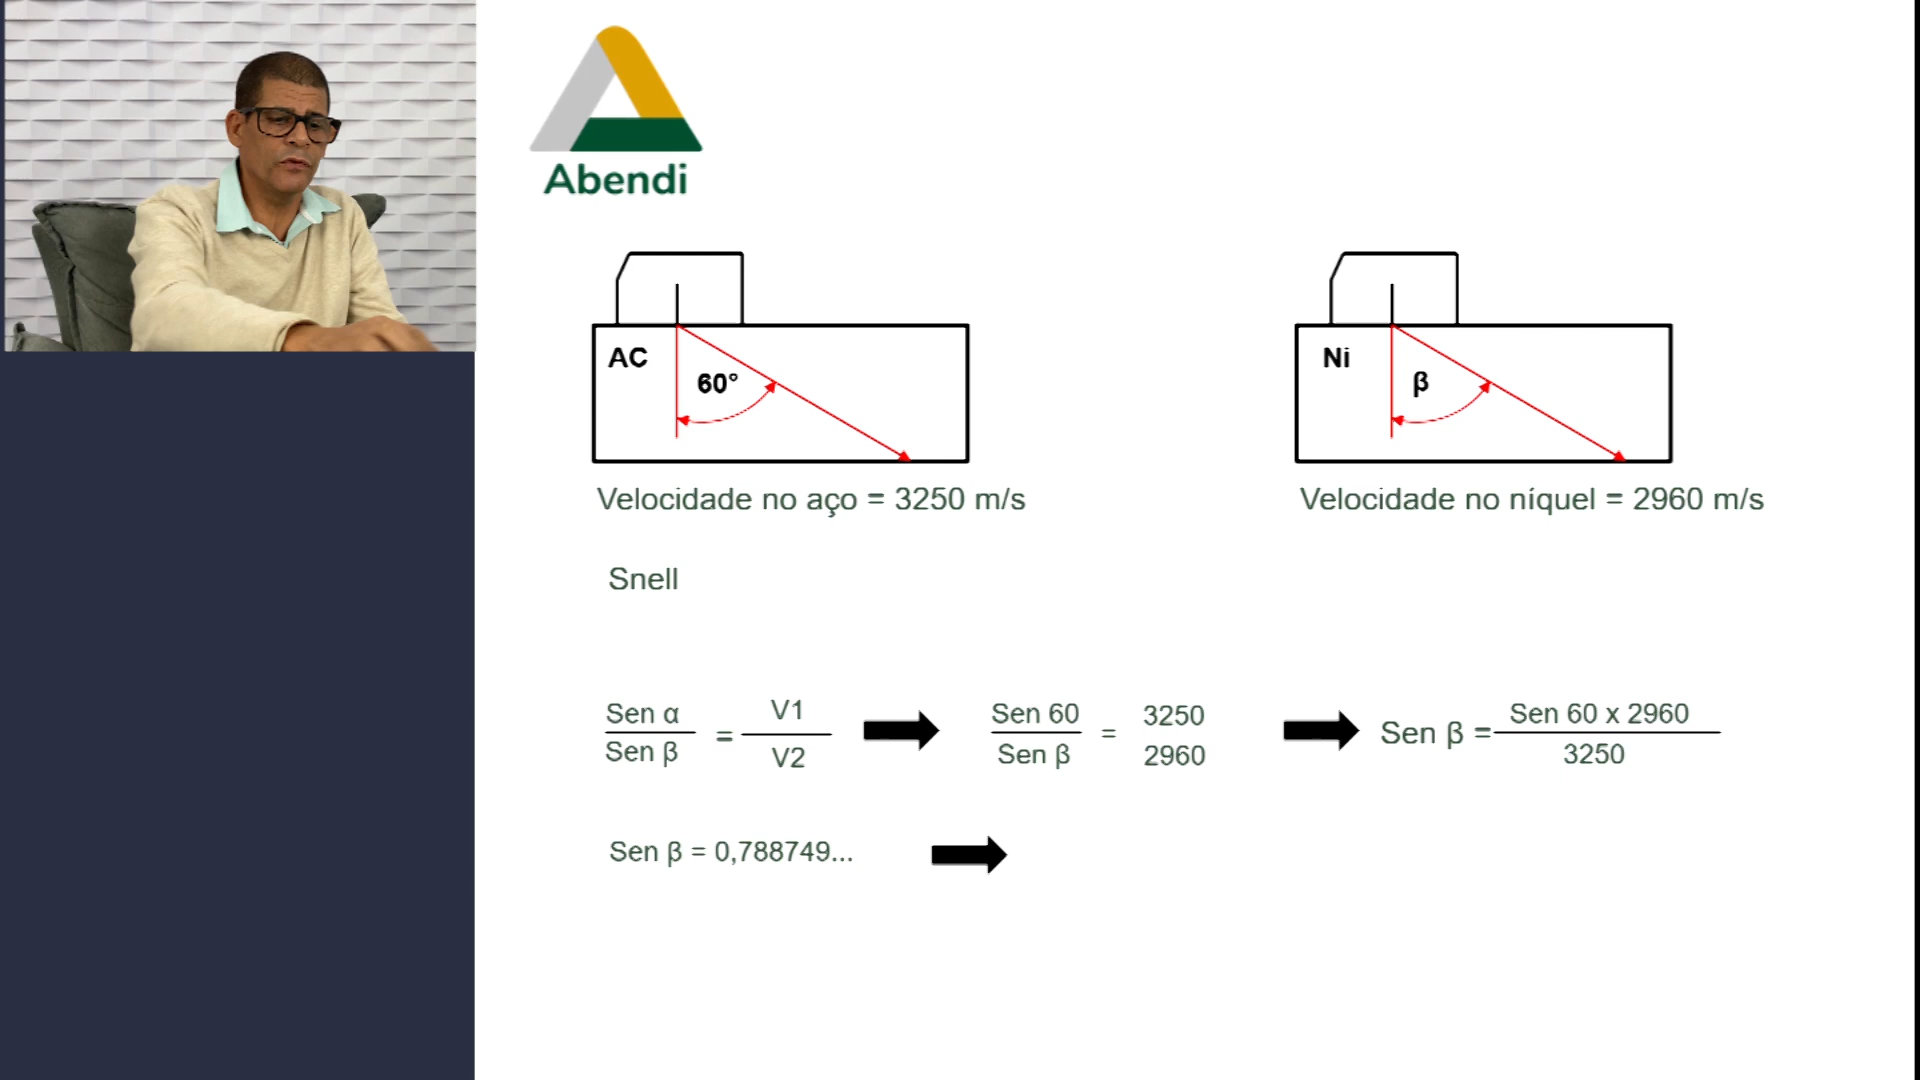 Abendi
AC
60°
Ni
β
Velocidade no aço = 3250 m/s
Velocidade no níquel = 2960 m/s
Snell
Sen α
Sen β
=
V1
V2
Sen 60
Sen β
=
3250
2960
Sen β =
Sen 60 x 2960
3250
Sen β = 0,788749...